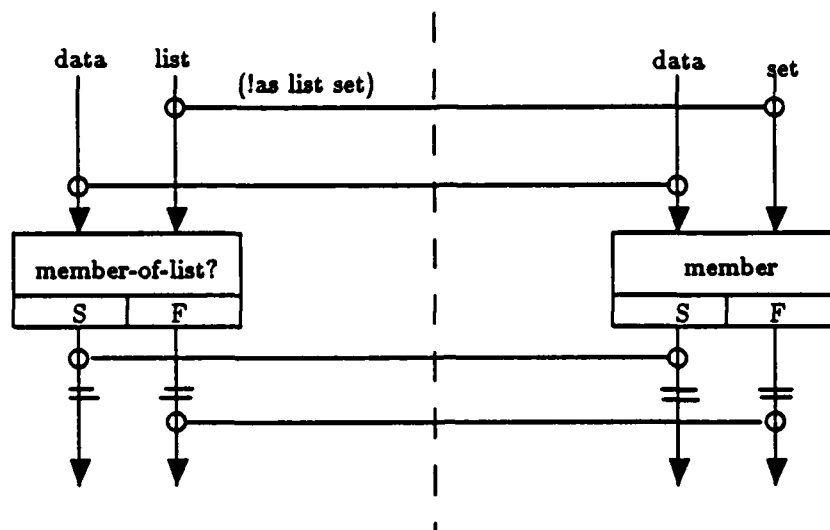 data list data set
(!as list set)
member-of-list? member
S F S F